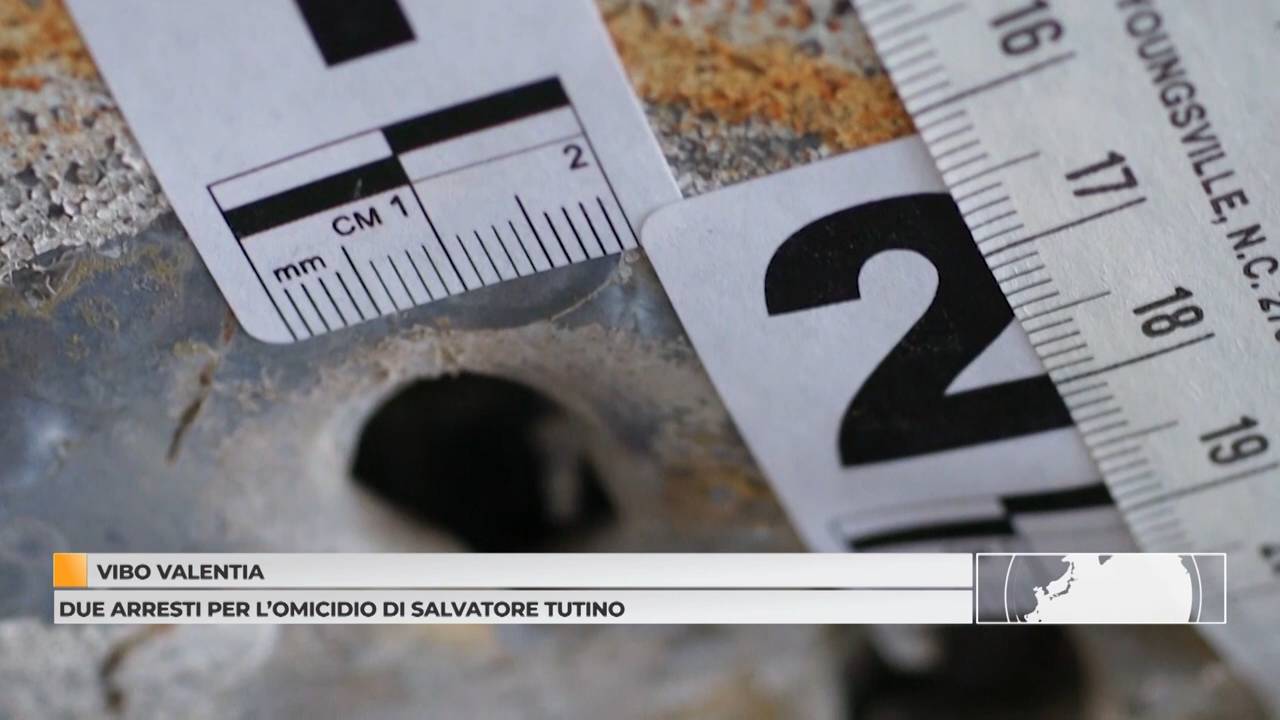 16
YOUNGSVILLE, N.C.
2
17
CM 1
mm
2
18
19
VIBO VALENTIA
DUE ARRESTI PER L'OMICIDIO DI SALVATORE TUTINO